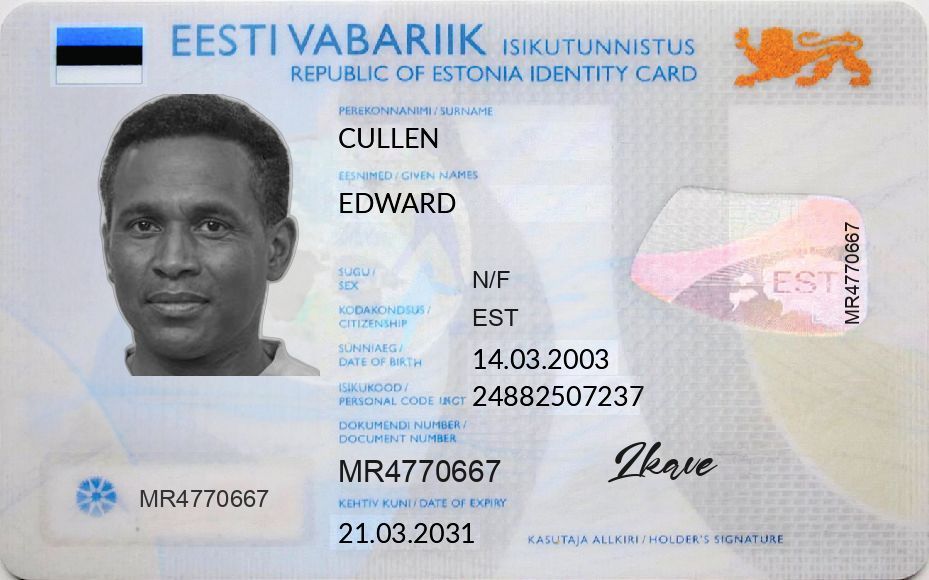 EESTI VABARIIK ISIKUTUNNISTUS
REPUBLIC OF ESTONIA IDENTITY CARD
PEREKONNANIMI / SURNAME
CULLEN
EESNIMED / GIVEN NAMES
EDWARD
SUGU /
SEX
N/F
KODAKONDSUS /
CITIZENSHIP
EST
SÜNNIAEG /
DATE OF BIRTH
14.03.2003
ISIKUKOOD /
PERSONAL CODE
24882507237
DOKUMENDI NUMBER /
DOCUMENT NUMBER
MR4770667
KEHTIV KUNI / DATE OF EXPIRY
21.03.2031
MR4770667
EST
MR4770667
KASUTAJA ALLKIRI / HOLDER'S SIGNATURE